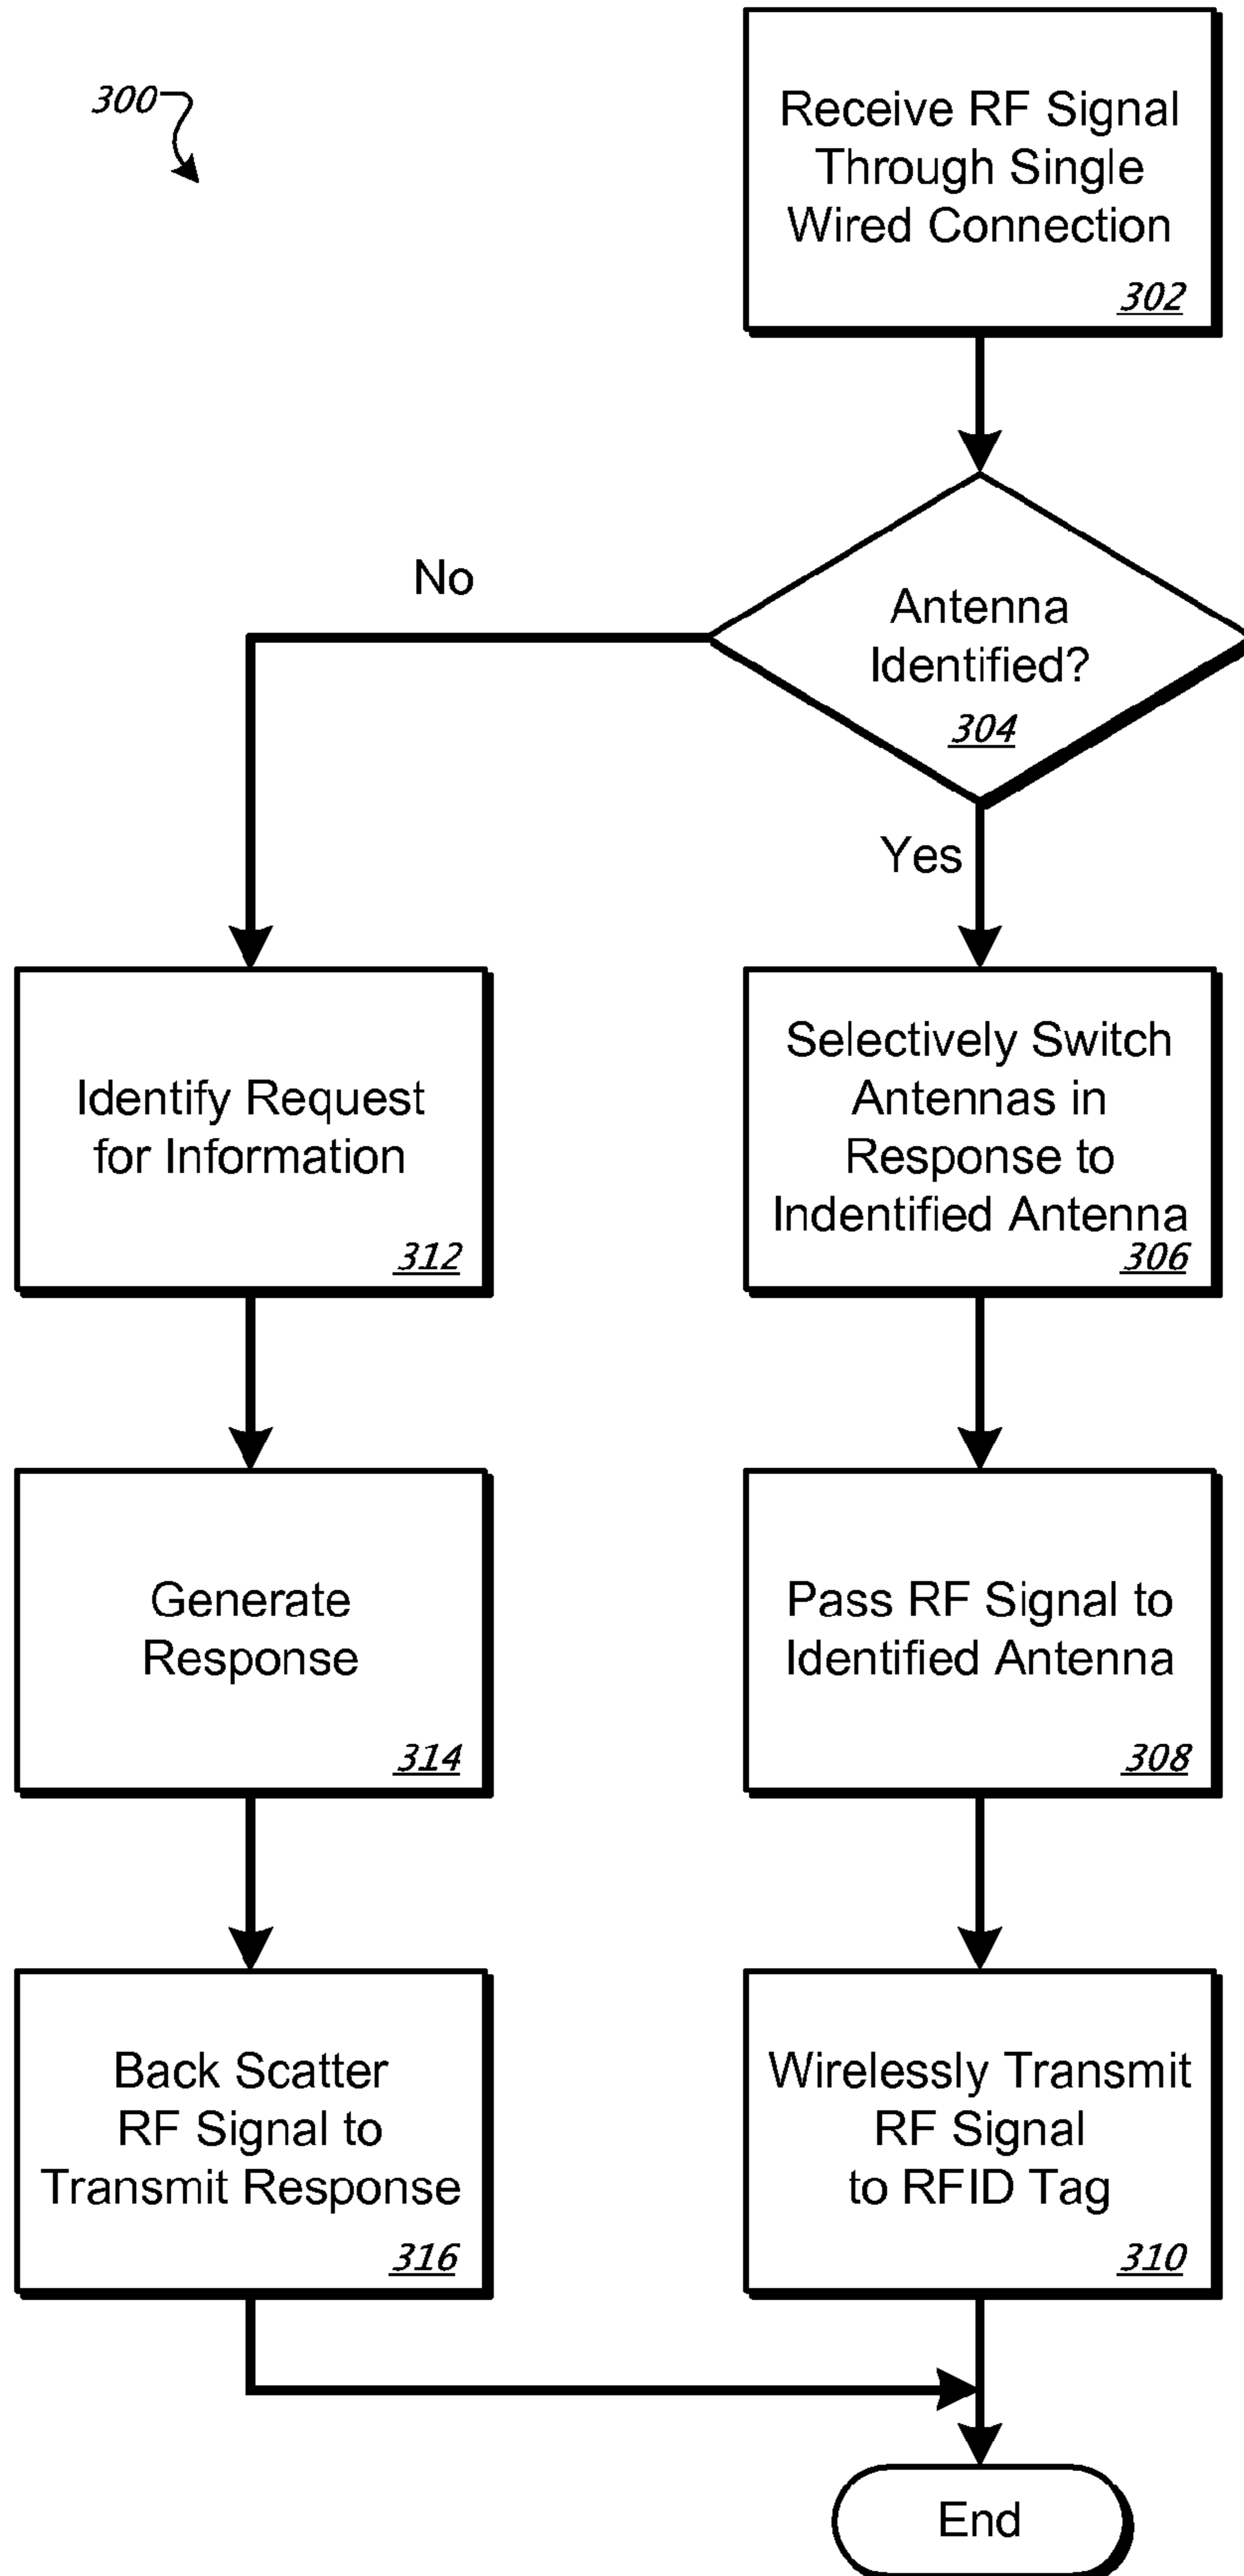 300
Receive RF Signal
Through Single
Wired Connection
302
Antenna
Identified?
304
No
Yes
Identify Request
for Information
312
Selectively Switch
Antennas in
Response to
Indentified Antenna
306
Generate
Response
314
Pass RF Signal to
Identified Antenna
308
Back Scatter
RF Signal to
Transmit Response
316
Wirelessly Transmit
RF Signal
to RFID Tag
310
End